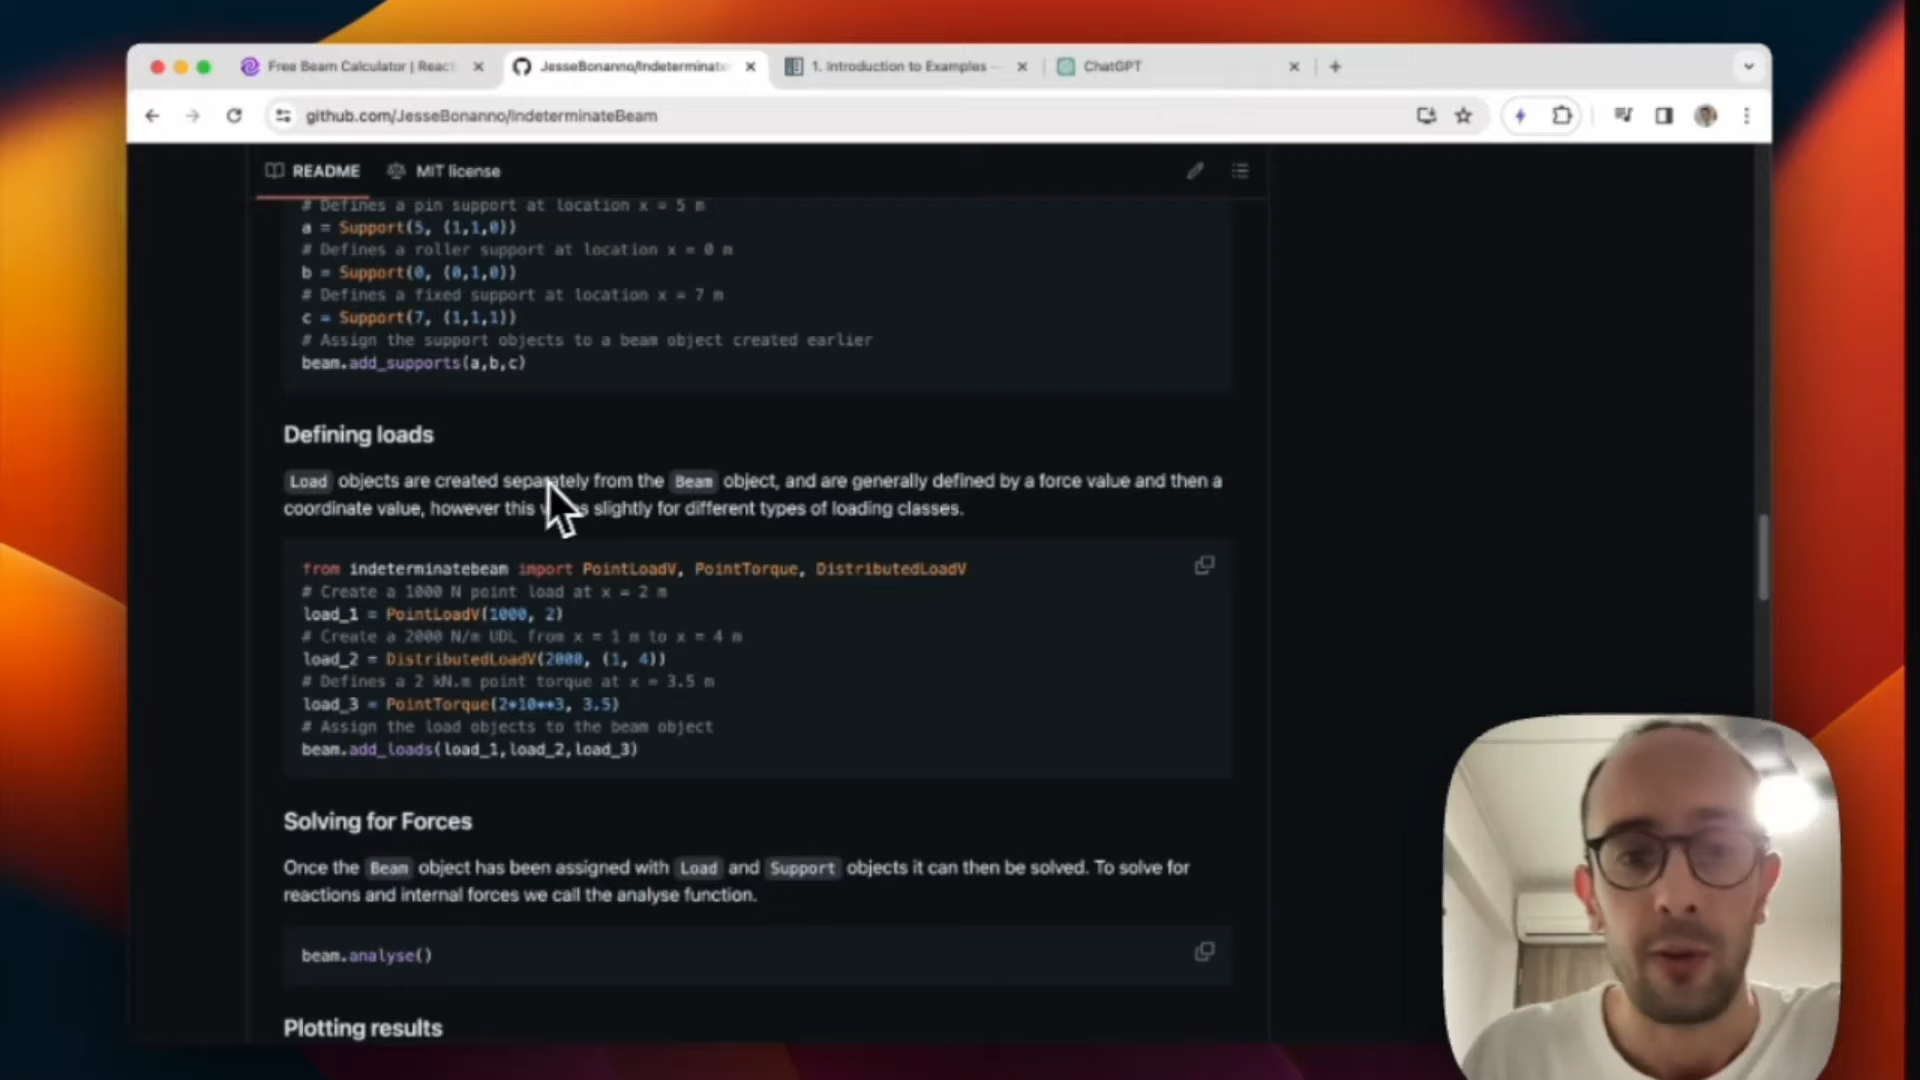 Free Beam Calculator | Reac
JesseBonanno/Indetermina
1. Introduction to Examples —
ChatGPT
github.com/JesseBonanno/IndeterminateBeam
README
MIT license
# Defines a pin support at location x = 5 m
a = Support(5, (1,1,0))
# Defines a roller support at location x = 0 m
b = Support(0, (0,1,0))
# Defines a fixed support at location x = 7 m
c = Support(7, (1,1,1))
# Assign the support objects to a beam object created earlier
beam.add_supports(a,b,c)
Defining loads
Load objects are created separately from the Beam object, and are generally defined by a force value and then a
coordinate value, however this slightly for different types of loading classes.
from indeterminatebeam import PointLoadV, PointTorque, DistributedLoadV
# Create a 1000 N point load at x = 2 m
load_1 = PointLoadV(1000, 2)
# Create a 2000 N/m UDL from x = 1 m to x = 4 m
load_2 = DistributedLoadV(2000, (1, 4))
# Defines a 2 kN.m point torque at x = 3.5 m
load_3 = PointTorque(2*10**3, 3.5)
# Assign the load objects to the beam object
beam.add_loads(load_1,load_2,load_3)
Solving for Forces
Once the Beam object has been assigned with Load and Support objects it can then be solved. To solve for
reactions and internal forces we call the analyse function.
beam.analyse()
Plotting results